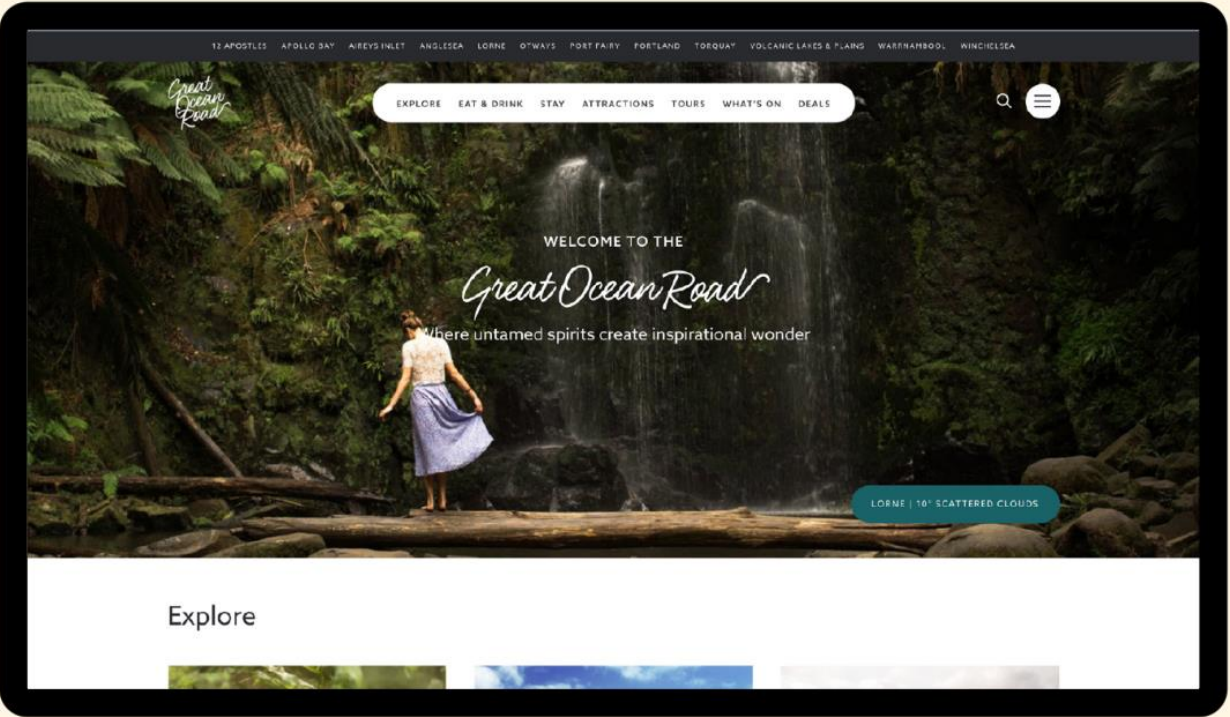 12 APOSTLES APOLLO BAY AIREYS INLET ANGLESEA LORNE OTWAYS PORT FAIRY PORTLAND TORQUAY VOLCANIC LAKES & PLAINS WARRNAMBOOL WINCHELSEA
Great
Ocean
Road
EXPLORE EAT & DRINK STAY ATTRACTIONS TOURS WHAT'S ON DEALS
WELCOME TO THE
Great Ocean Road
Where untamed spirits create inspirational wonder
LORNE | 10° SCATTERED CLOUDS
Explore